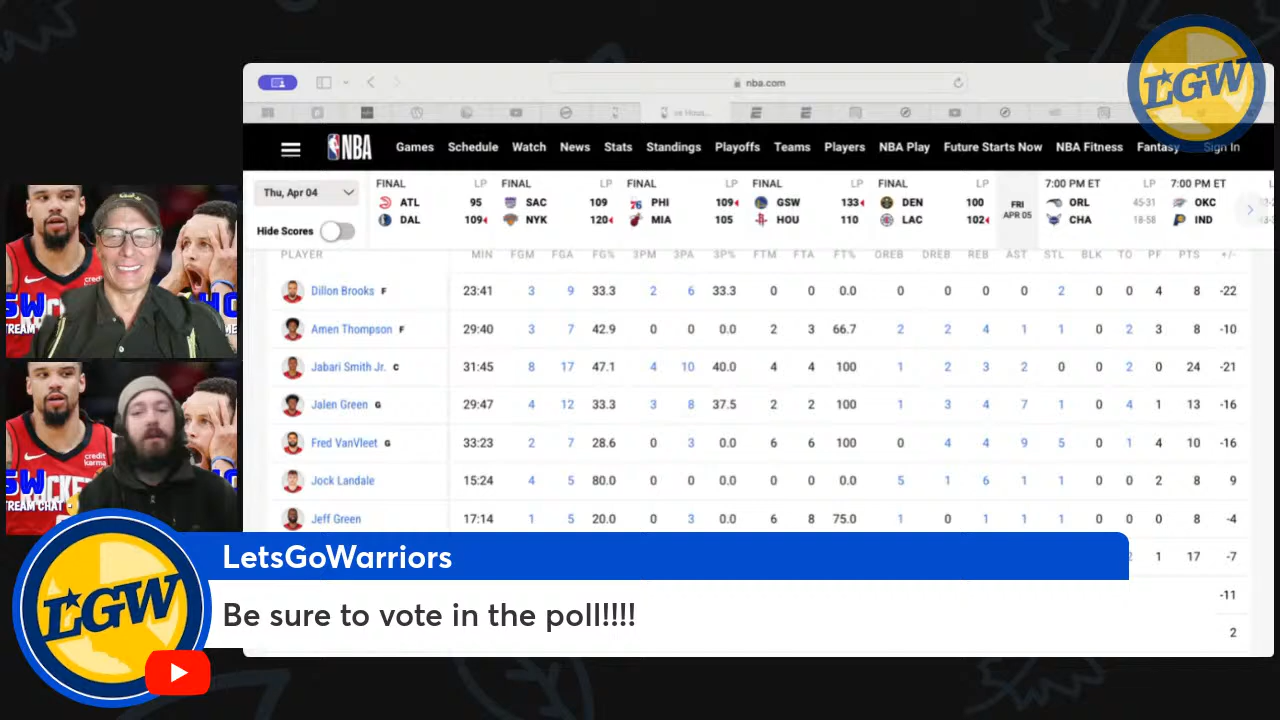 nba.com
LGW
ve Hous...
NBA Games Schedule Watch News Stats Standings Playoffs Teams Players NBA Play Future Starts Now NBA Fitness Fantasy Sign In
Thu, Apr 04
Hide Scores
FINAL LP
ATL 95
DAL 109
FINAL LP
SAC 109
NYK 120
FINAL LP
PHI 109
MIA 105
FINAL LP
GSW 133
HOU 110
FINAL LP
DEN 100
LAC 102
FRI
APR 05
7:00 PM ET LP
ORL 45-31
CHA 18-58
7:00 PM ET
OKC
IND
PLAYER MIN FGM FGA FG% 3PM 3PA 3P% FTM FTA FT% OREB DREB REB AST STL BLK TO PF PTS +/-
Dillon Brooks F 23:41 3 9 33.3 2 6 33.3 0 0 0.0 0 0 0 0 2 0 0 4 8 -22
Amen Thompson F 29:40 3 7 42.9 0 0 0.0 2 3 66.7 2 2 4 1 1 0 2 3 8 -10
Jabari Smith Jr. C 31:45 8 17 47.1 4 10 40.0 4 4 100 1 2 3 2 0 0 2 0 24 -21
Jalen Green G 29:47 4 12 33.3 3 8 37.5 2 2 100 1 3 4 7 1 0 4 1 13 -16
Fred VanVleet G 33:23 2 7 28.6 0 3 0.0 6 6 100 0 4 4 9 5 0 1 4 10 -16
Jock Landale 15:24 4 5 80.0 0 0 0.0 0 0 0.0 5 1 6 1 1 0 0 2 8 9
Jeff Green 17:14 1 5 20.0 0 3 0.0 6 8 75.0 1 0 1 1 1 0 0 0 8 -4
1 17 -7
-11
2
credit
karma
STREAM CHAT
LGW
LetsGoWarriors
Be sure to vote in the poll!!!!